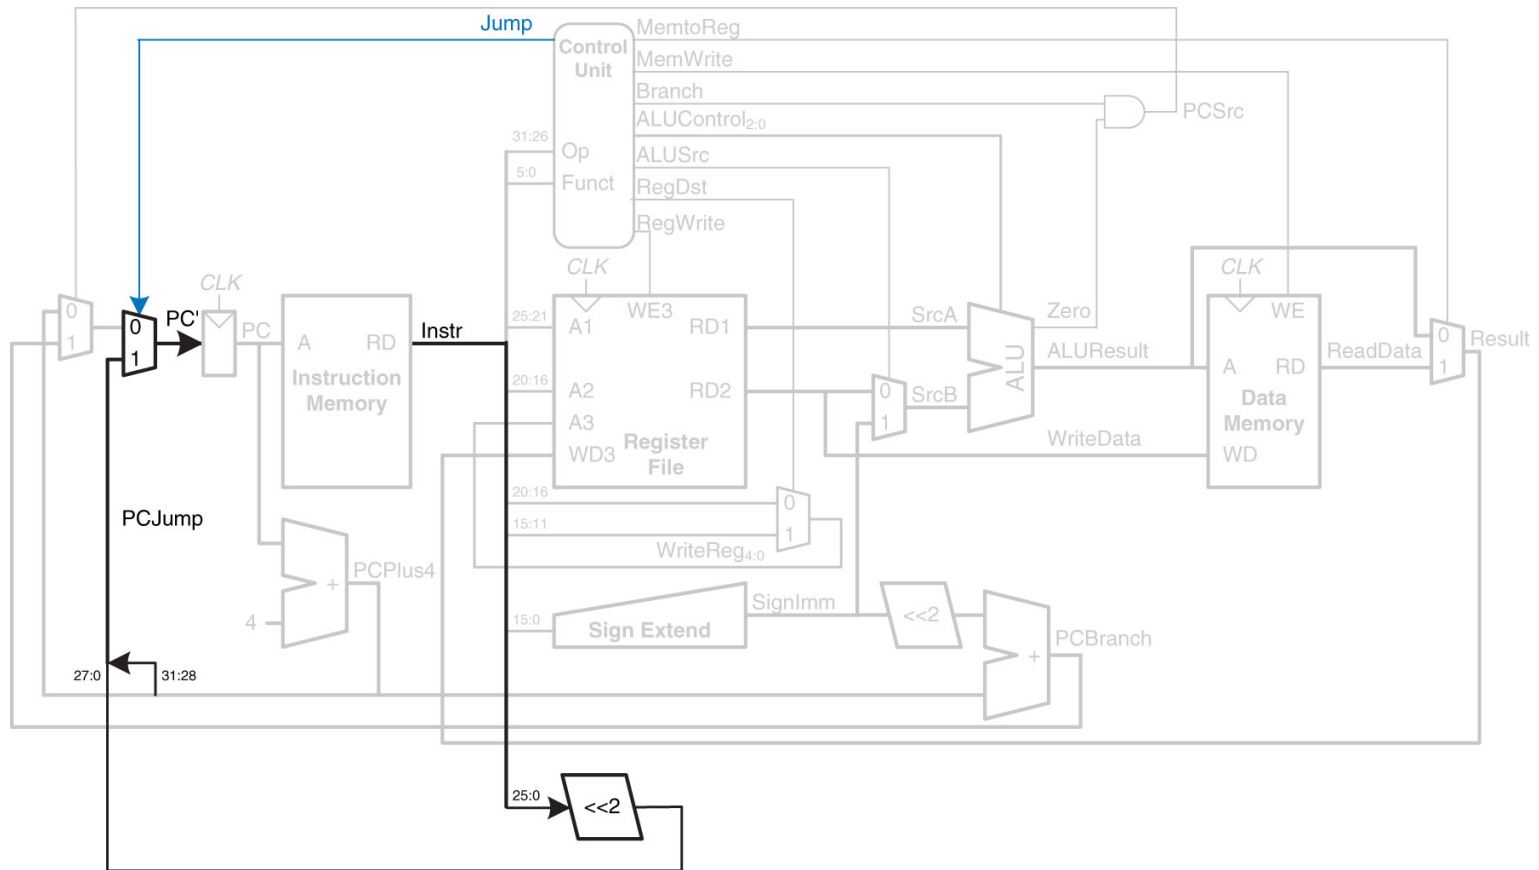 Jump
MemtoReg
Control
Unit
MemWrite
Branch
PCSrc
ALUControl2:0
31:26
Op
ALUSrc
5:0
Funct
RegDst
RegWrite
CLK
CLK
CLK
0
1
0
1
PC'
PC
A
RD
Instruction
Memory
Instr
25:21
A1
WE3
RD1
SrcA
Zero
WE
0
1
Result
20:16
A2
RD2
0
1
SrcB
ALU
ALUResult
A
RD
ReadData
Data
Memory
A3
WD3
Register
File
WriteData
WD
20:16
0
15:11
1
WriteReg4:0
PCJump
PCPlus4
+
4
SignImm
15:0
Sign Extend
<<2
+
PCBranch
27:0
31:28
25:0
<<2